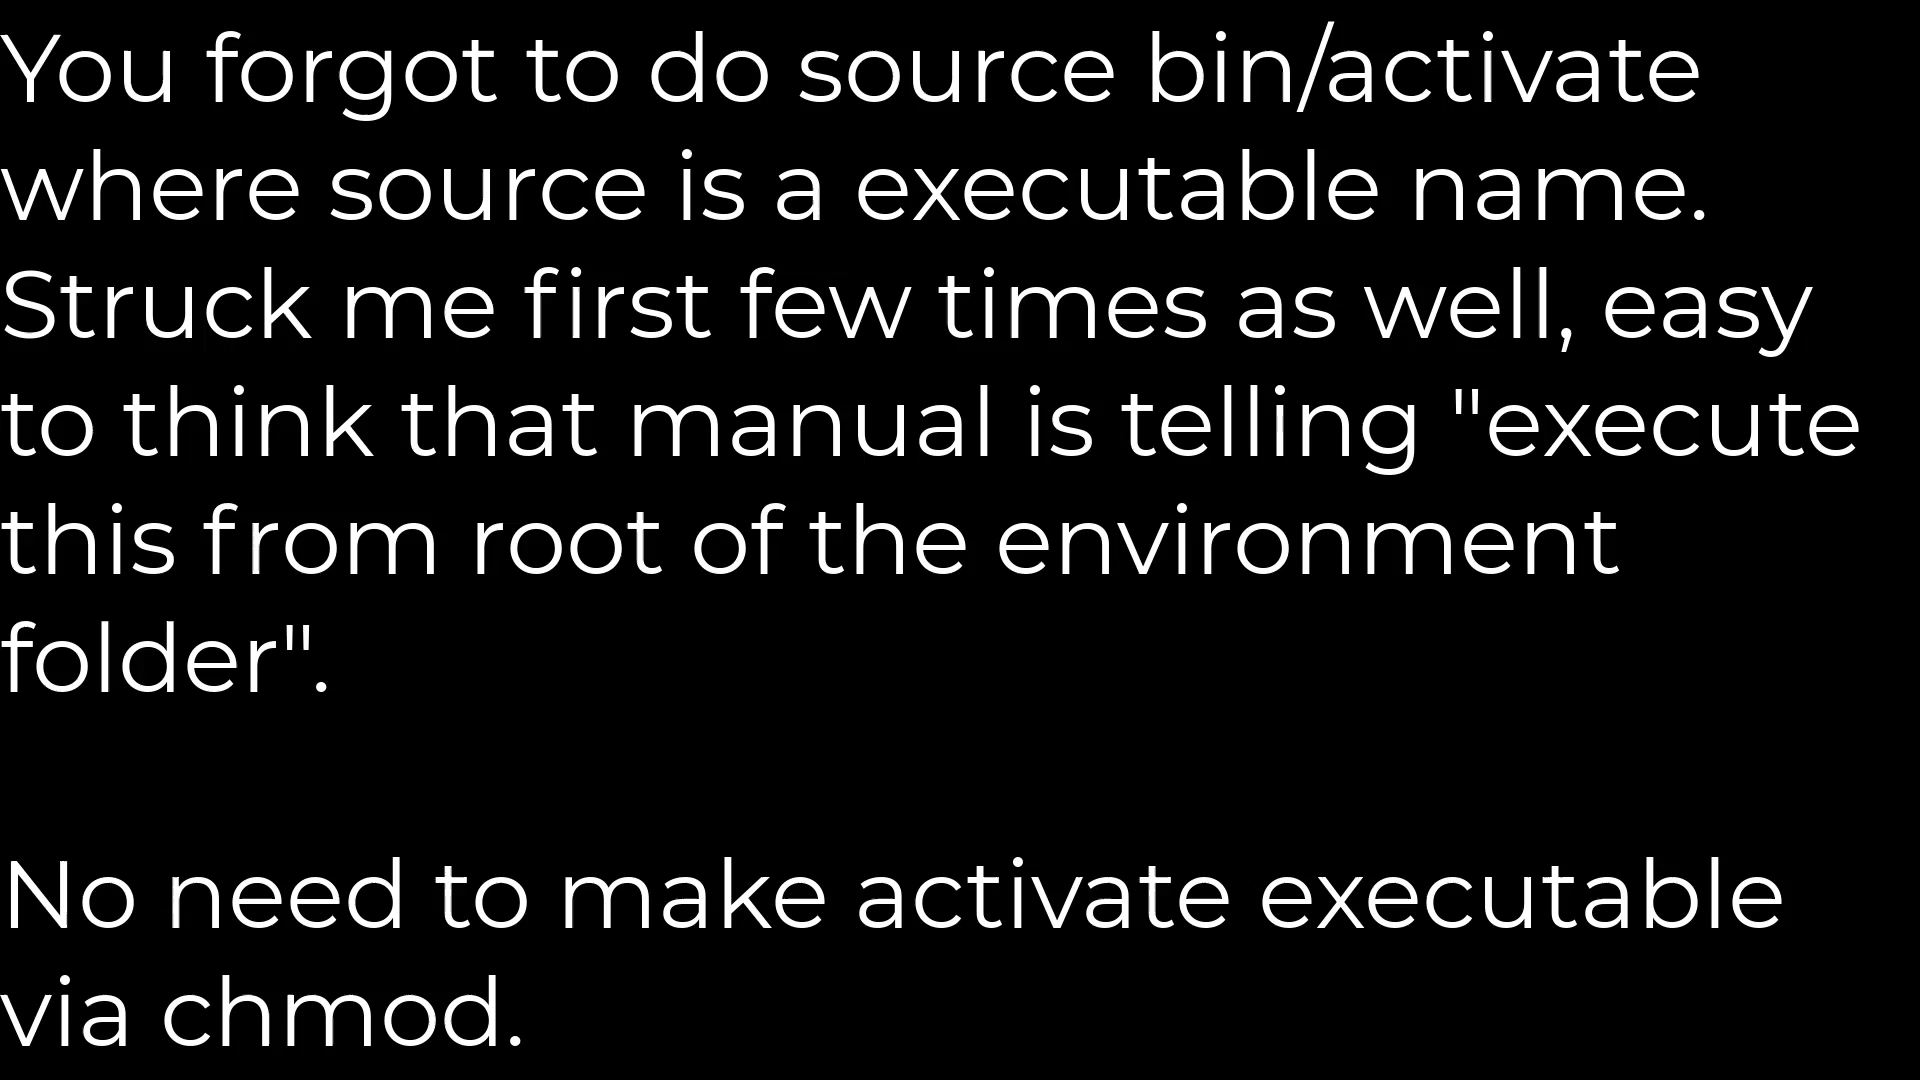 You forgot to do source bin/activate
where source is a executable name.
Struck me first few times as well, easy
to think that manual is telling "execute
this from root of the environment
folder".
No need to make activate executable
via chmod.